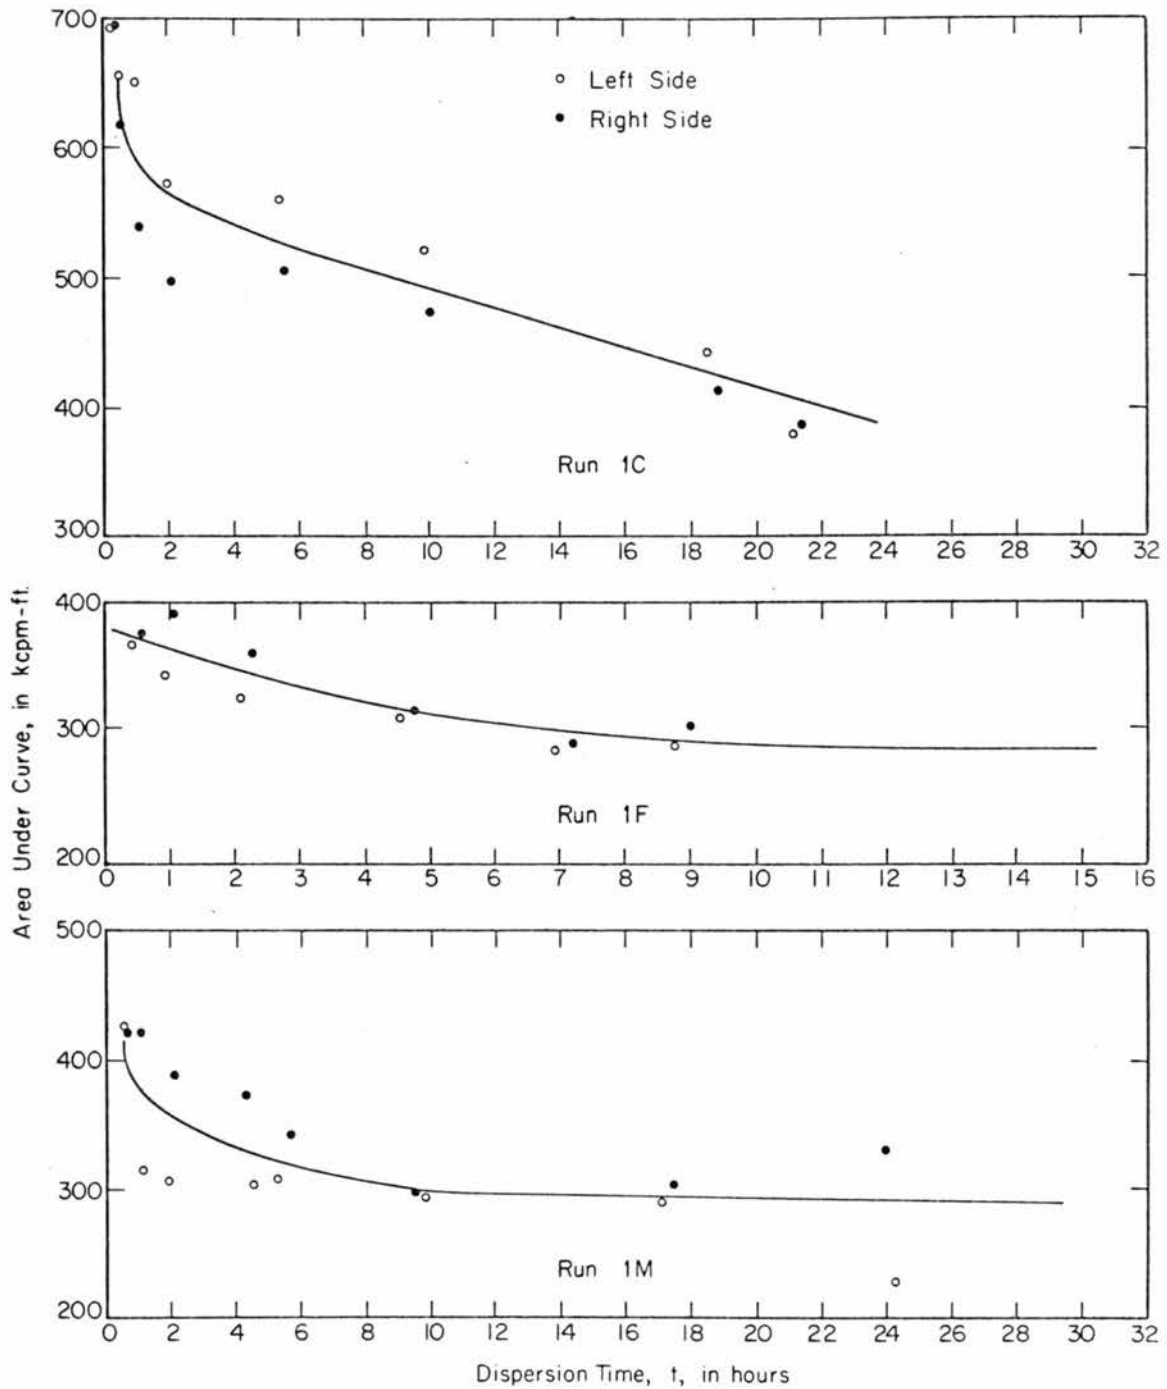 700
600
500
400
300
Left Side
Right Side
Run 1C
0 2 4 6 8 10 12 14 16 18 20 22 24 26 28 30 32
Area Under Curve, in kcpm-ft.
400
300
200
Run 1F
0 1 2 3 4 5 6 7 8 9 10 11 12 13 14 15 16
500
400
300
200
Run 1M
0 2 4 6 8 10 12 14 16 18 20 22 24 26 28 30 32
Dispersion Time, t, in hours